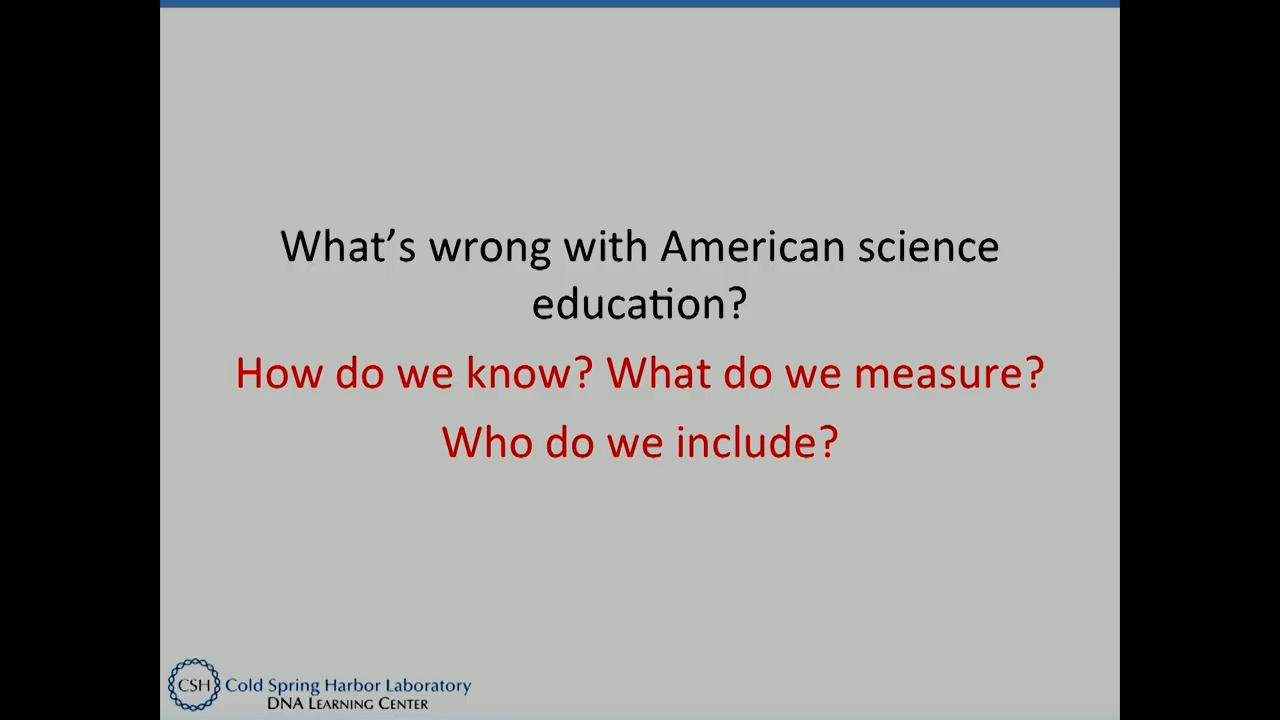 What’s wrong with American science
education?
How do we know? What do we measure?
Who do we include?
CSH Cold Spring Harbor Laboratory
DNA LEARNING CENTER